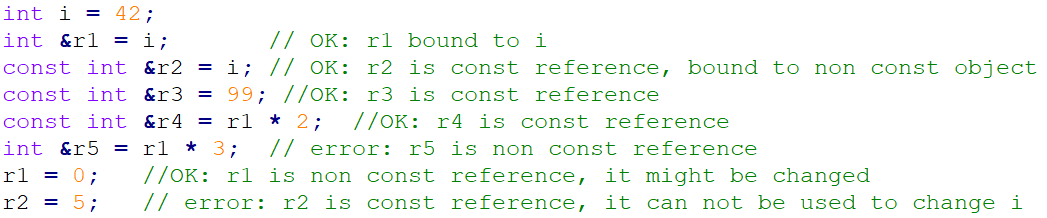 int i = 42;
int &r1 = i;        // OK: r1 bound to i
const int &r2 = i; // OK: r2 is const reference, bound to non const object
const int &r3 = 99; //OK: r3 is const reference
const int &r4 = r1 * 2;  //OK: r4 is const reference
int &r5 = r1 * 3;  // error: r5 is non const reference
r1 = 0;   //OK: r1 is non const reference, it might be changed
r2 = 5;   // error: r2 is const reference, it can not be used to change i